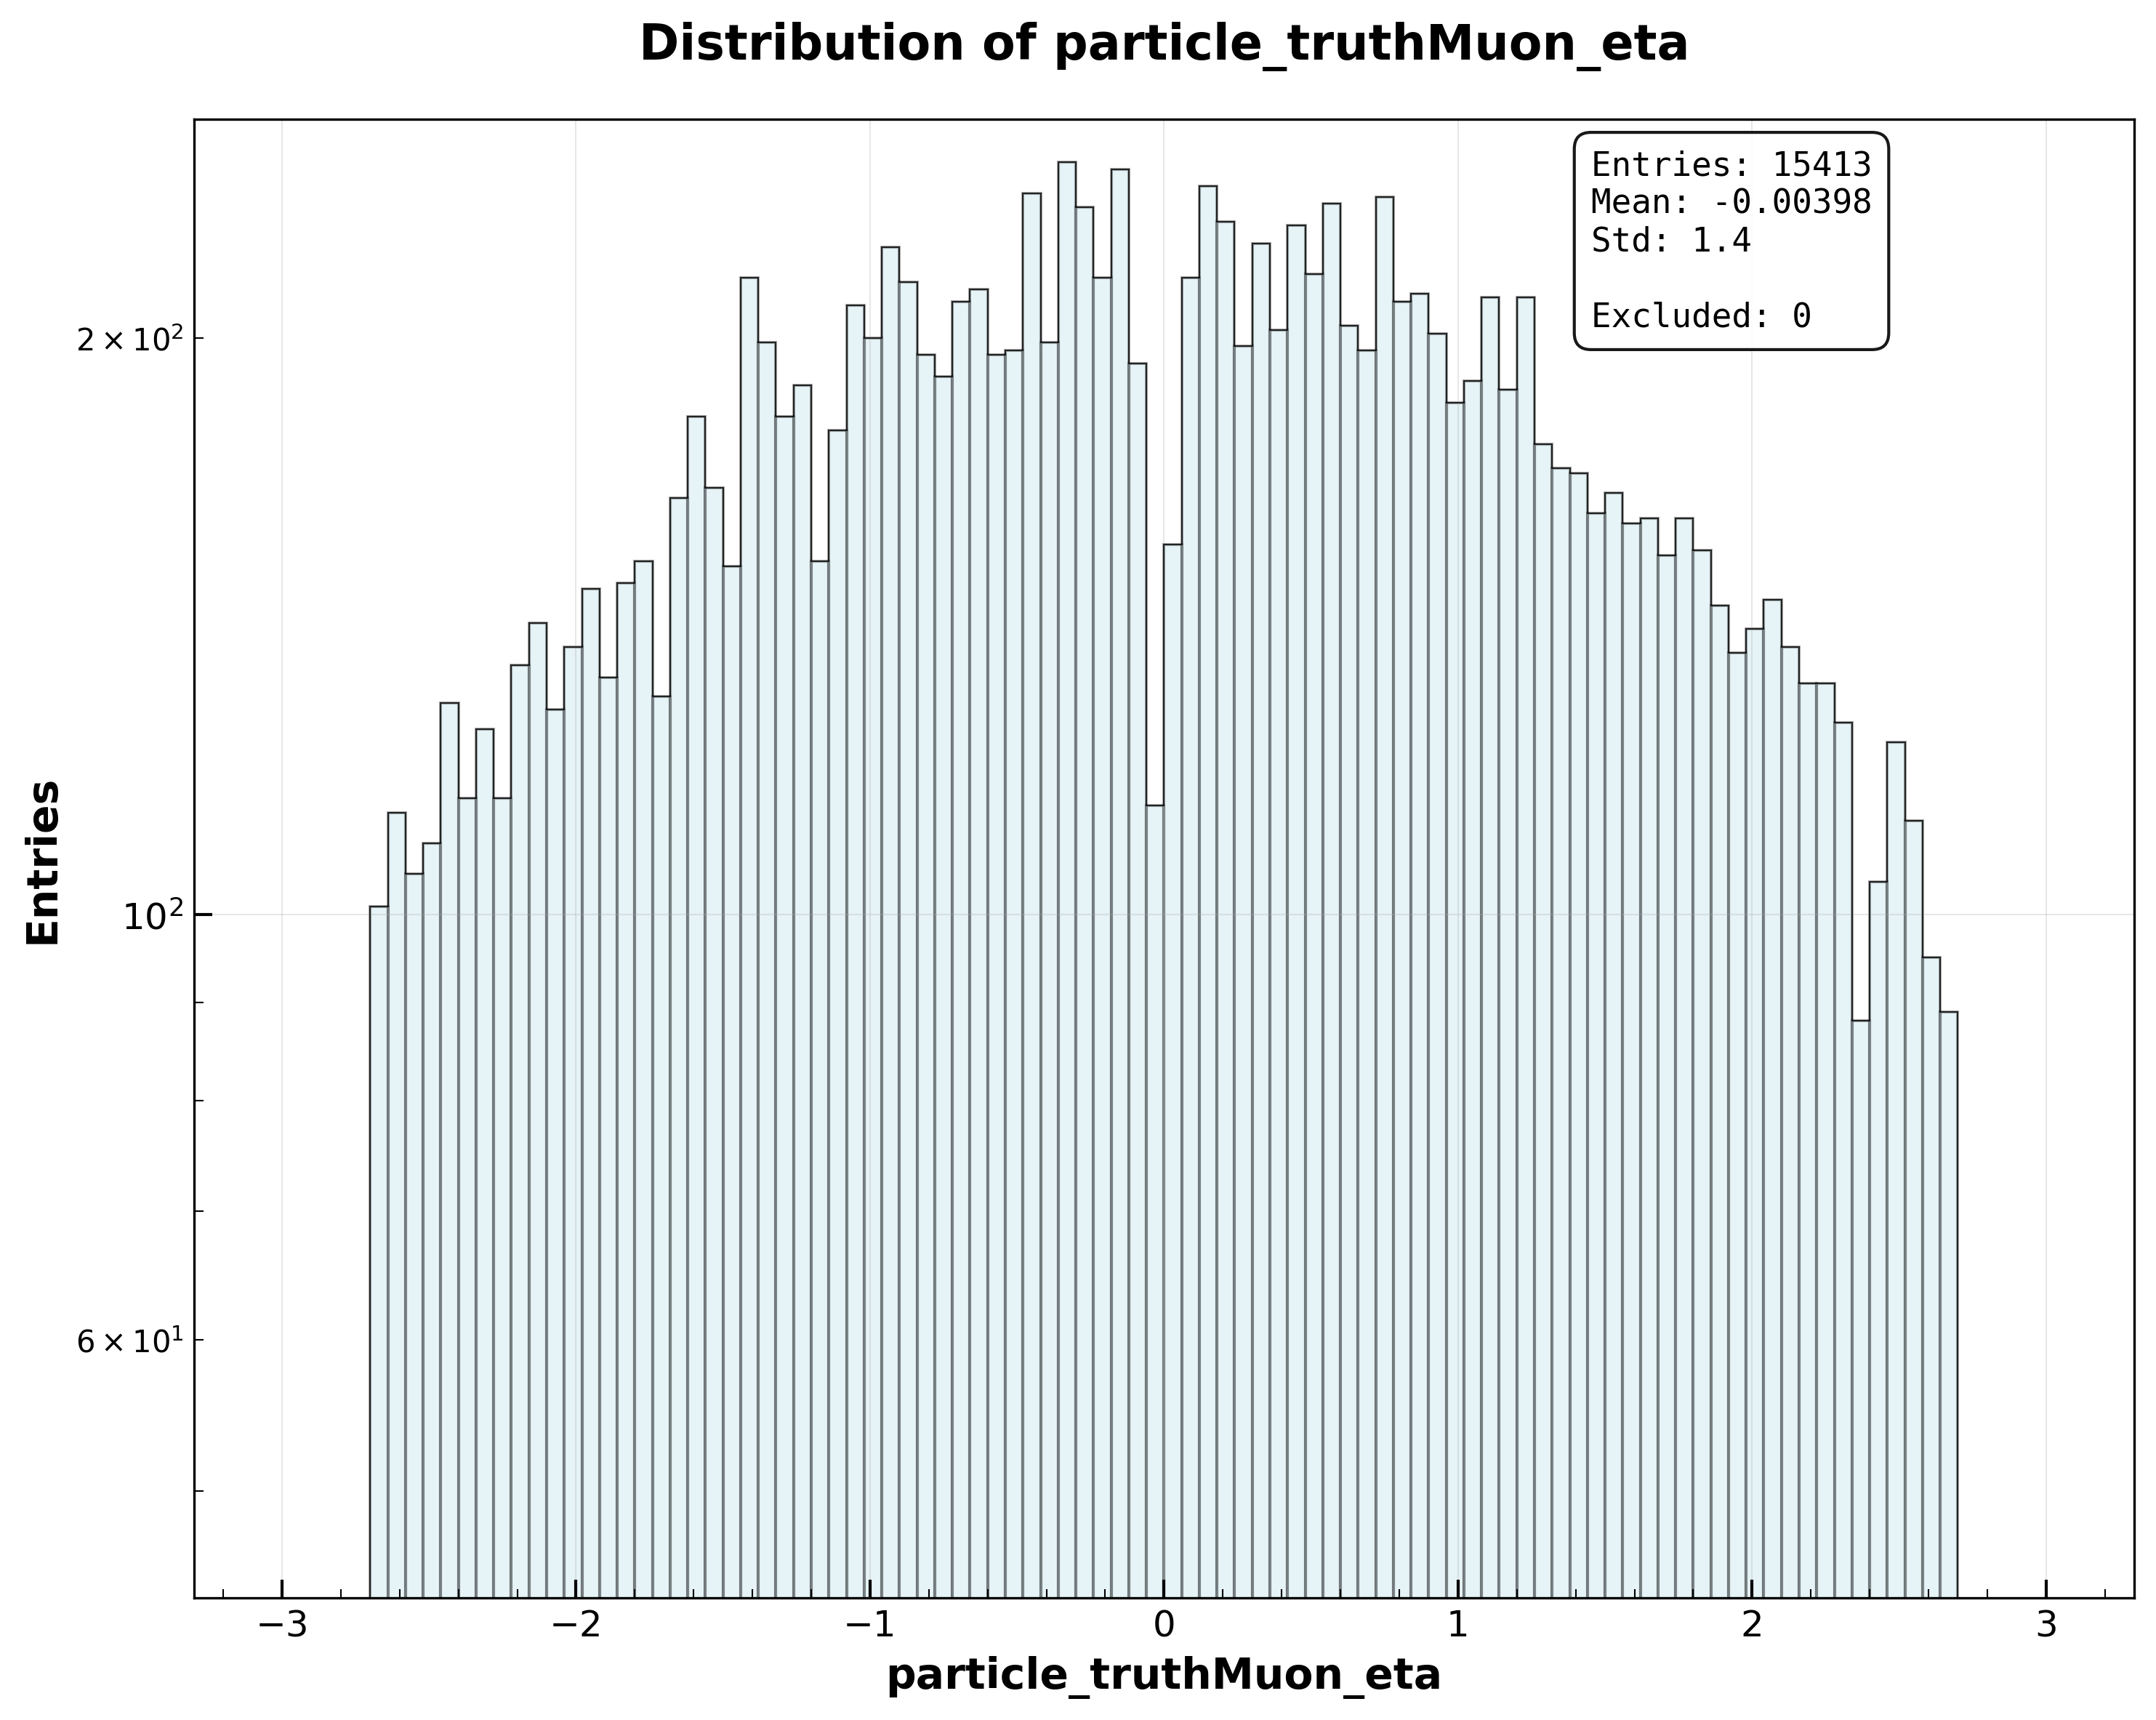 Distribution of particle_truthMuon_eta
Entries: 15413
Mean: -0.00398
Std: 1.4
Excluded: 0
2 × 10²
10²
6 × 10¹
Entries
−3 −2 −1 0 1 2 3
particle_truthMuon_eta